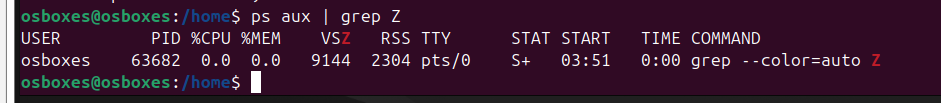 osboxes@osboxes:/home$ ps aux | grep Z
USER         PID %CPU %MEM    VSZ   RSS TTY      STAT START   TIME COMMAND
osboxes    63682  0.0  0.0   9144  2304 pts/0    S+   03:51   0:00 grep --color=auto Z
osboxes@osboxes:/home$